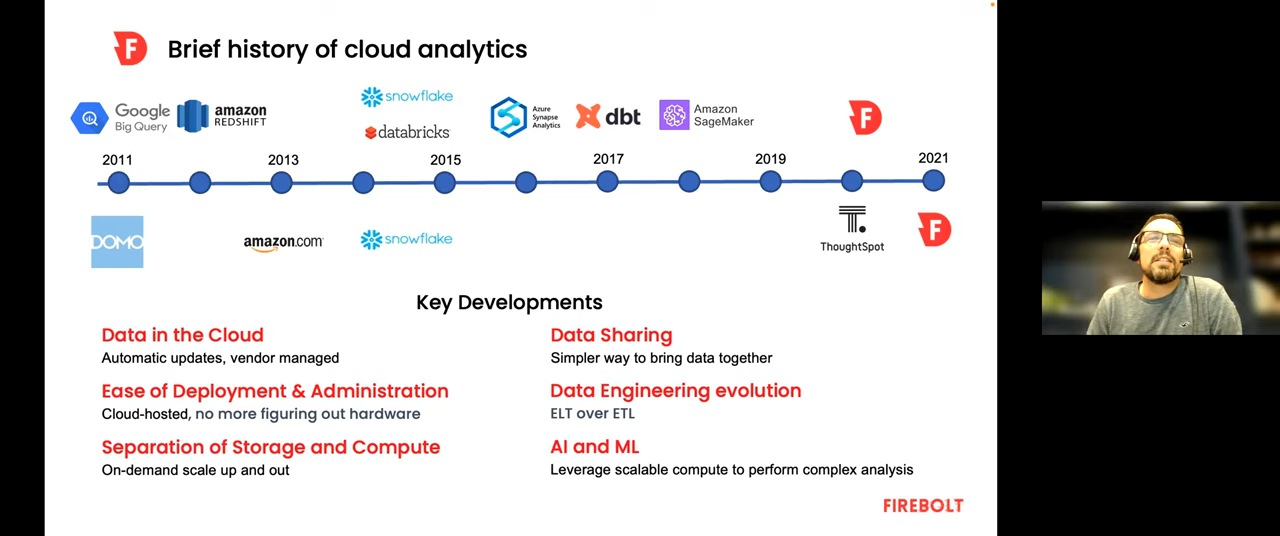 Brief history of cloud analytics
Google
Big Query
amazon
REDSHIFT
snowflake
databricks
Azure
Synapse
Analytics
dbt
Amazon
SageMaker
F
2011
2013
2015
2017
2019
2021
DOMO
amazon.com
snowflake
T.
ThoughtSpot
F
Key Developments
Data in the Cloud
Automatic updates, vendor managed
Ease of Deployment & Administration
Cloud-hosted, no more figuring out hardware
Separation of Storage and Compute
On-demand scale up and out
Data Sharing
Simpler way to bring data together
Data Engineering evolution
ELT over ETL
AI and ML
Leverage scalable compute to perform complex analysis
FIREBOLT